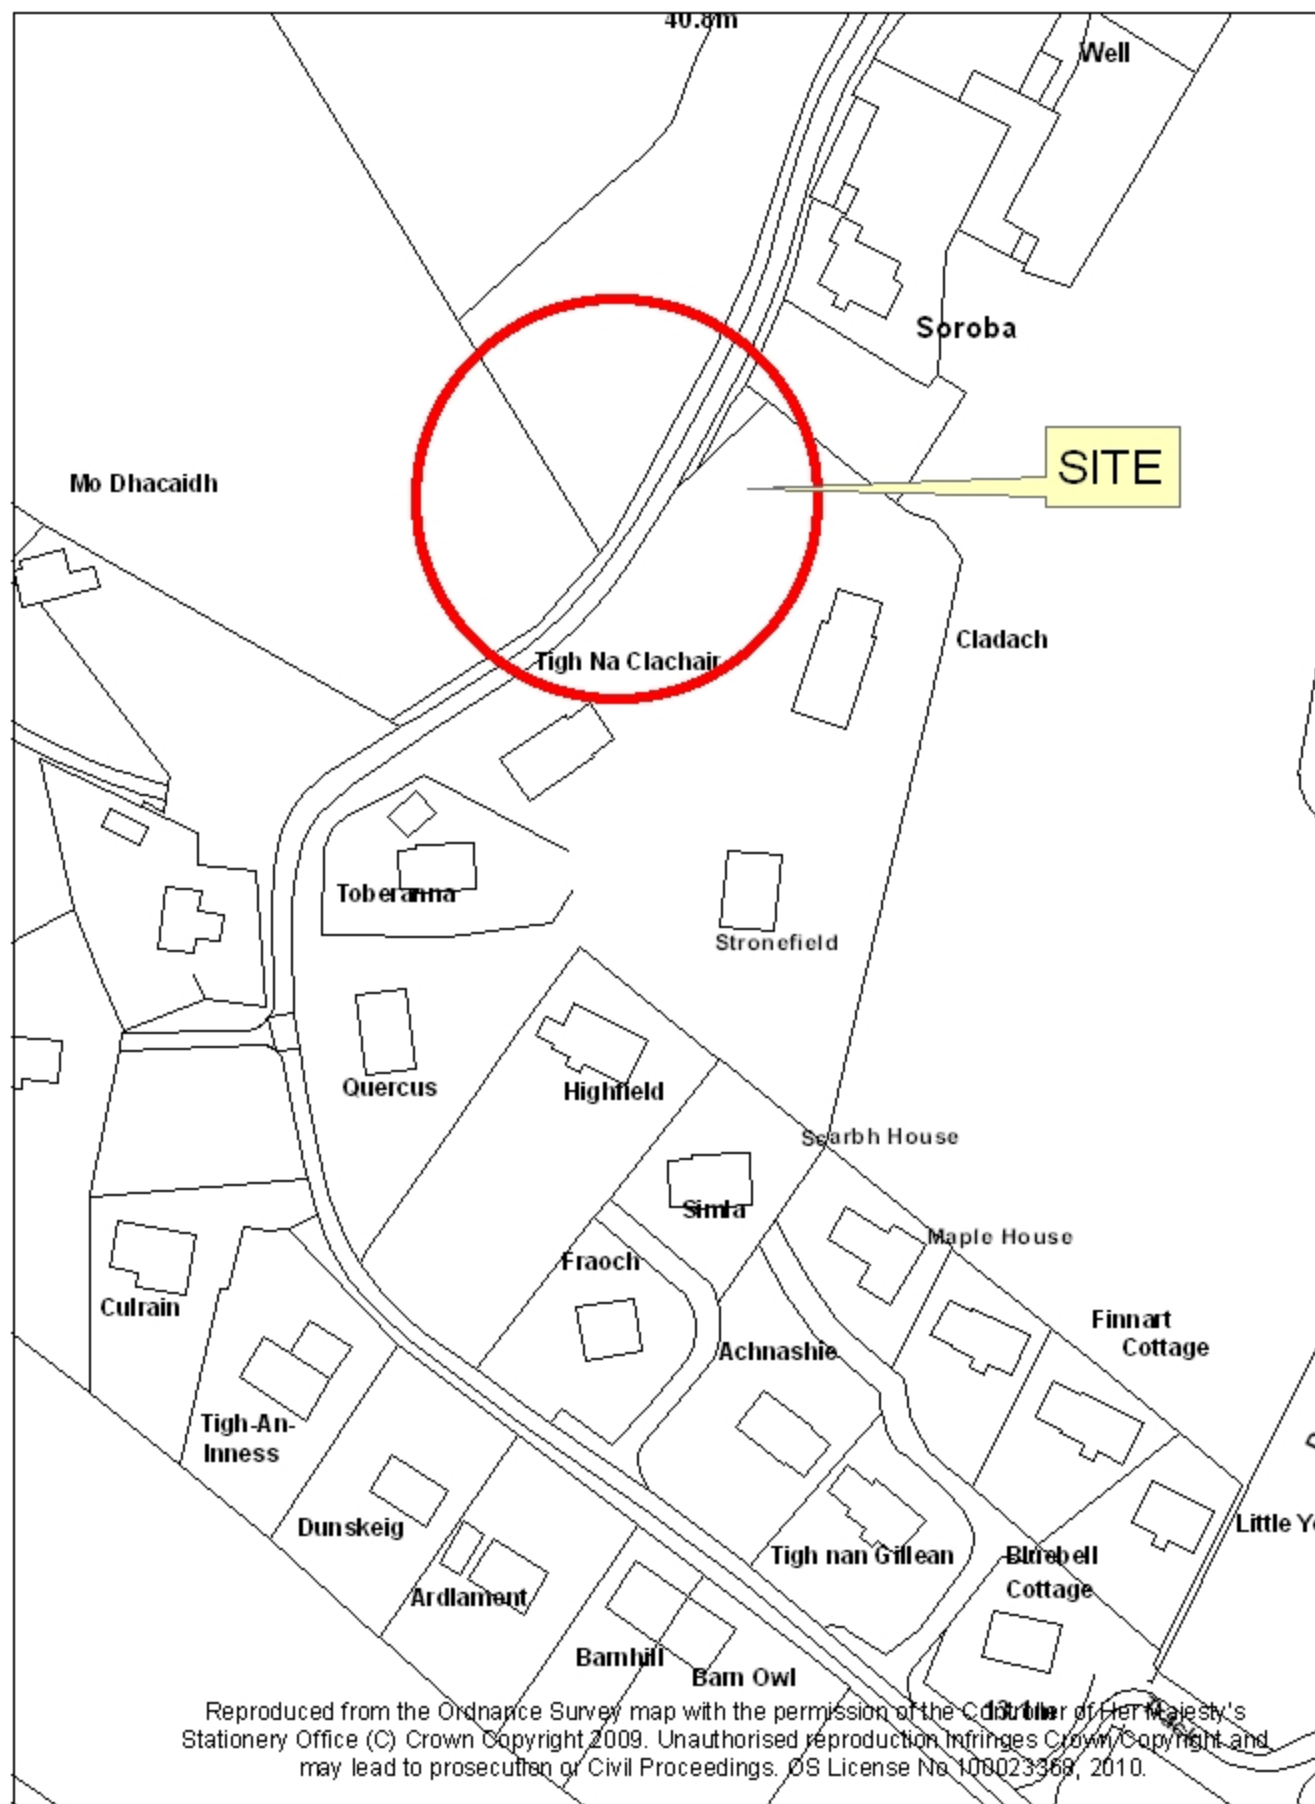 40.8m
Well
Soroba
SITE
Mo Dhacaidh
Cladach
Tigh Na Clachair
Toberanna
Stronefield
Quercus
Highfield
Scarbh House
Simla
Maple House
Fraoch
Culrain
Finnart
Cottage
Achnashie
Tigh-An-
Inness
Little
Dunskeig
Tigh nan Gillean
Bluebell
Cottage
Ardlament
Barnhill
Barn Owl
Reproduced from the Ordnance Survey map with the permission of the Controller of Her Majesty's
Stationery Office (C) Crown Copyright 2009. Unauthorised reproduction infringes Crown Copyright and
may lead to prosecution or Civil Proceedings. OS License No 100023368, 2010.